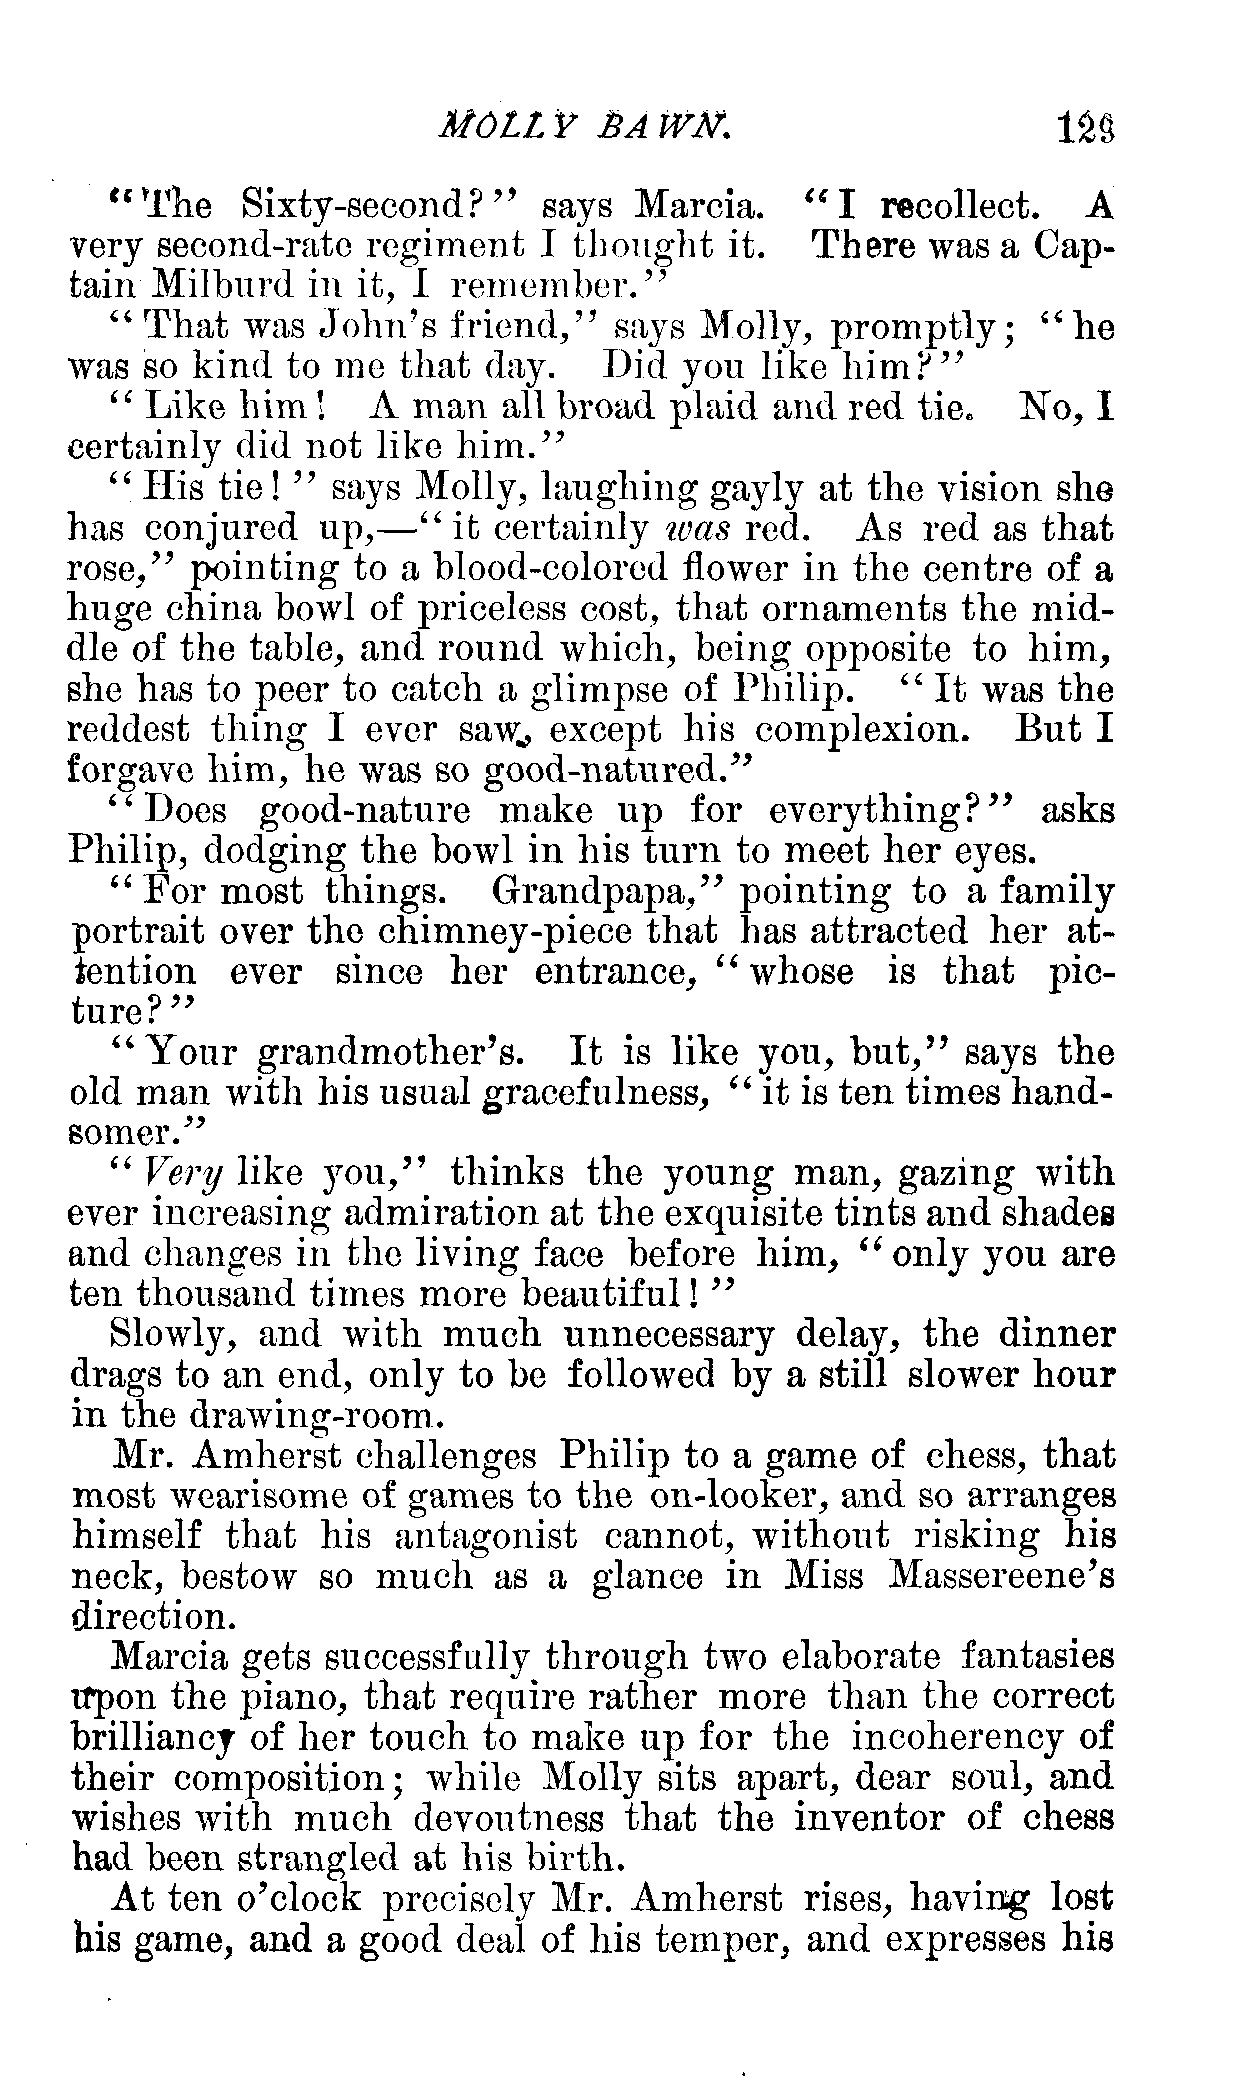 MOLLY BAWN. 129
"The Sixty-second?" says Marcia. "I recollect. A
very second-rate regiment I thought it. There was a Cap-
tain Milburd in it, I remember."
"That was John's friend," says Molly, promptly; "he
was so kind to me that day. Did you like him?"
"Like him! A man all broad plaid and red tie. No, I
certainly did not like him."
"His tie!" says Molly, laughing gayly at the vision she
has conjured up,—"it certainly was red. As red as that
rose," pointing to a blood-colored flower in the centre of a
huge china bowl of priceless cost, that ornaments the mid-
dle of the table, and round which, being opposite to him,
she has to peer to catch a glimpse of Philip. "It was the
reddest thing I ever saw, except his complexion. But I
forgave him, he was so good-natured."
"Does good-nature make up for everything?" asks
Philip, dodging the bowl in his turn to meet her eyes.
"For most things. Grandpapa," pointing to a family
portrait over the chimney-piece that has attracted her at-
tention ever since her entrance, "whose is that pic-
ture?"
"Your grandmother's. It is like you, but," says the
old man with his usual gracefulness, "it is ten times hand-
somer."
"Very like you," thinks the young man, gazing with
ever increasing admiration at the exquisite tints and shades
and changes in the living face before him, "only you are
ten thousand times more beautiful!"
Slowly, and with much unnecessary delay, the dinner
drags to an end, only to be followed by a still slower hour
in the drawing-room.
Mr. Amherst challenges Philip to a game of chess, that
most wearisome of games to the on-looker, and so arranges
himself that his antagonist cannot, without risking his
neck, bestow so much as a glance in Miss Massereene's
direction.
Marcia gets successfully through two elaborate fantasies
upon the piano, that require rather more than the correct
brilliancy of her touch to make up for the incoherency of
their composition; while Molly sits apart, dear soul, and
wishes with much devoutness that the inventor of chess
had been strangled at his birth.
At ten o'clock precisely Mr. Amherst rises, having lost
his game, and a good deal of his temper, and expresses his